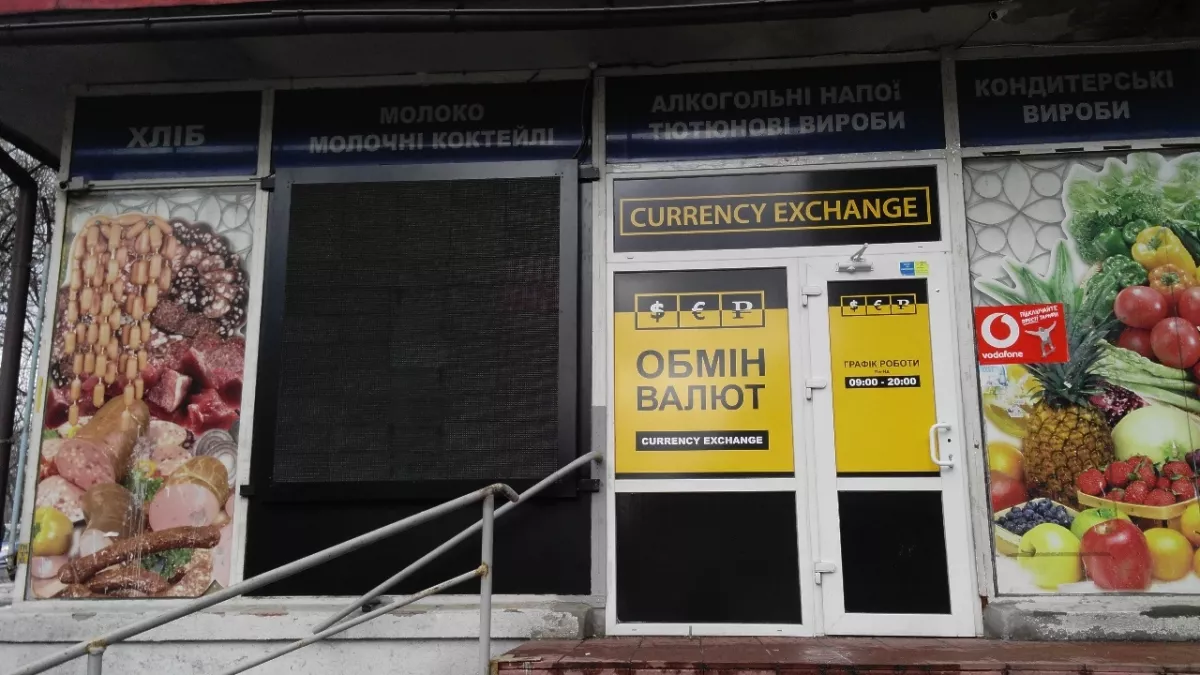 ХЛІБ
МОЛОКО
МОЛОЧНІ КОКТЕЙЛІ
АЛКОГОЛЬНІ НАПОЇ
ТЮТЮНОВІ ВИРОБИ
КОНДИТЕРСЬКІ
ВИРОБИ
CURRENCY EXCHANGE
$ € ₽
ОБМІН
ВАЛЮТ
CURRENCY EXCHANGE
$ € ₽
ГРАФІК РОБОТИ
09:00 - 20:00
vodafone